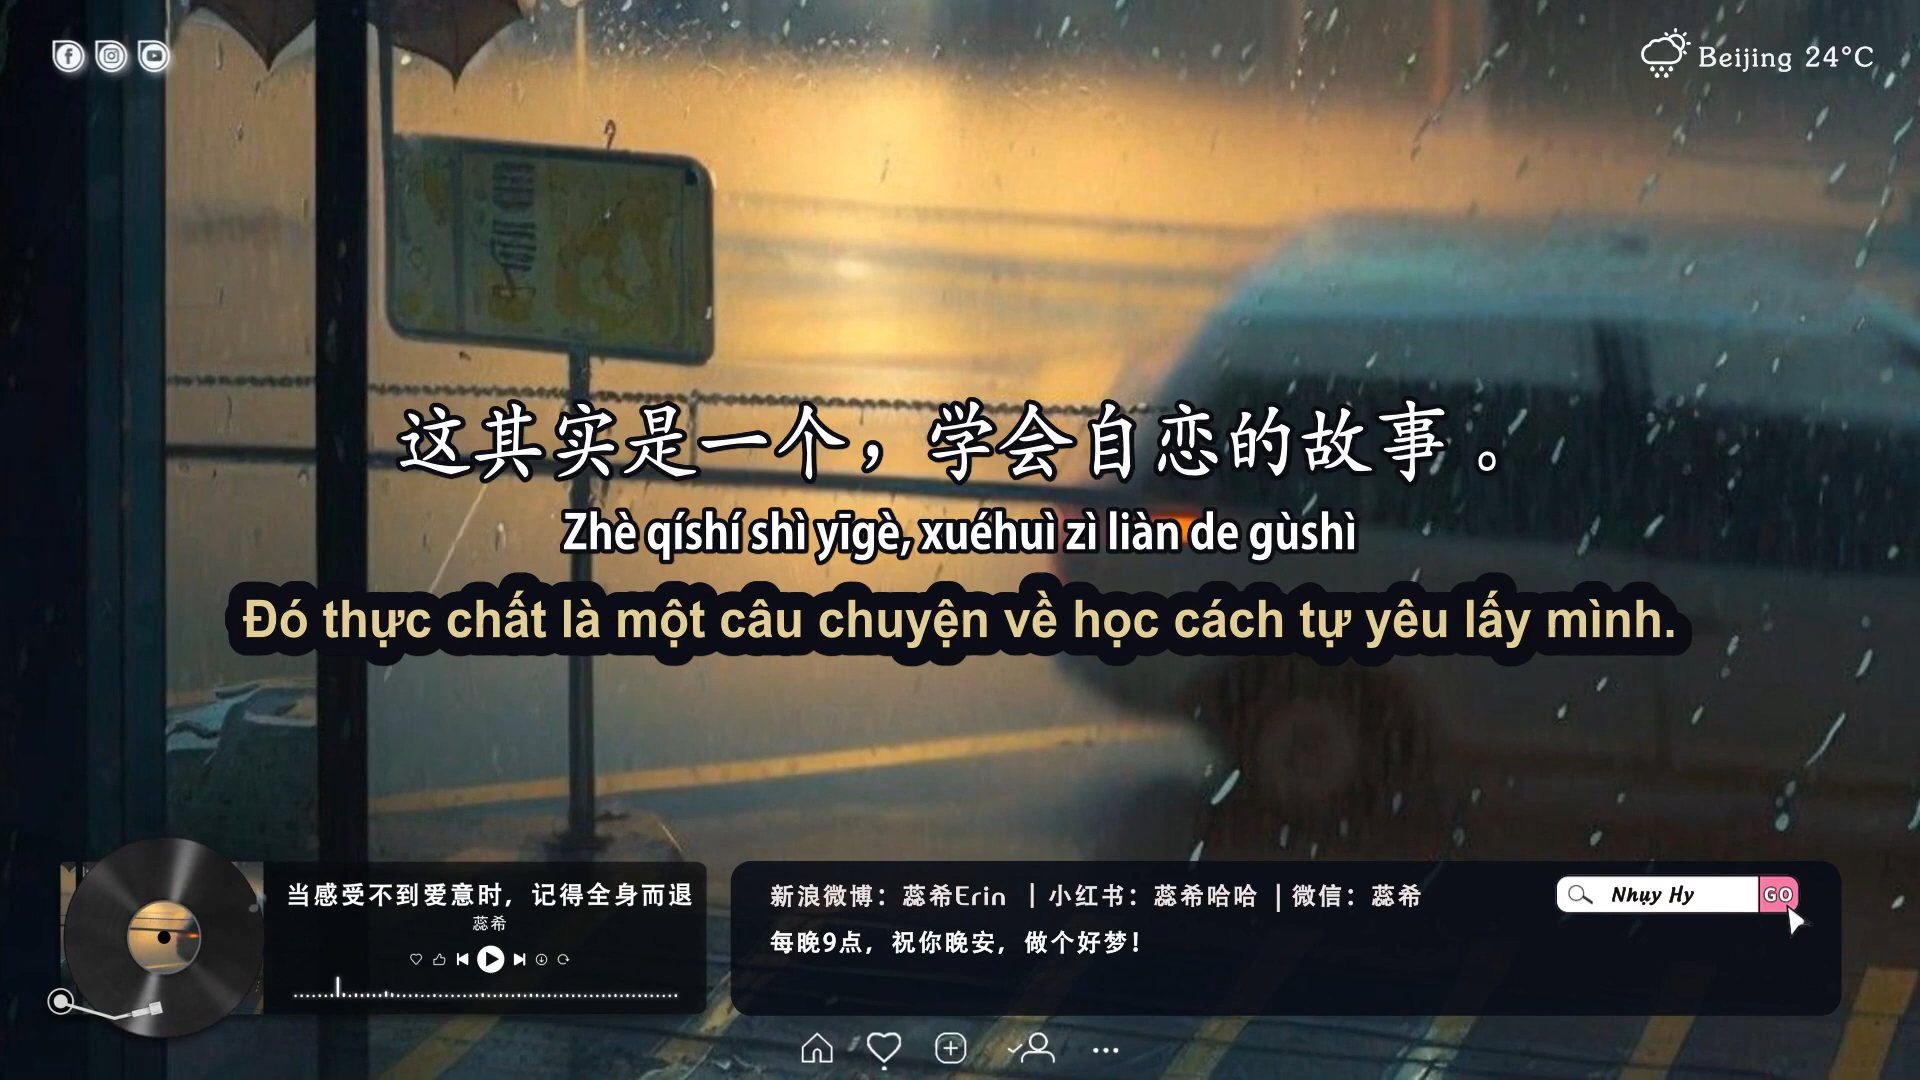 Beijing 24°C
这其实是一个，学会自恋的故事。
Zhè qíshí shì yīgè, xuéhuì zì liàn de gùshì
Đó thực chất là một câu chuyện về học cách tự yêu lấy mình.
当感受不到爱意时，记得全身而退
蕊希
新浪微博：蕊希Erin ｜小红书：蕊希哈哈 ｜微信：蕊希
每晚9点，祝你晚安，做个好梦！
Nhụy Hy
GO